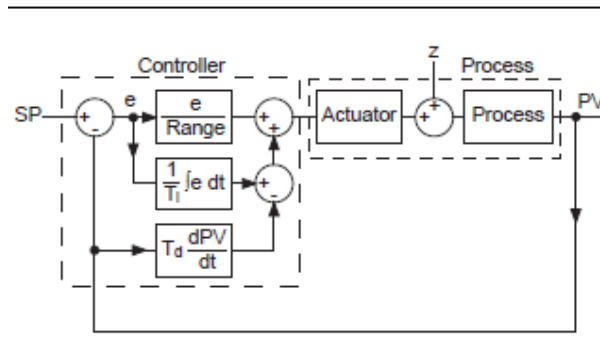 Controller
Z
Process
SP
+
-
e
e
Range
+
+
Actuator
+
+
Process
PV
1
TI
∫e dt
+
-
Td
dPV
dt